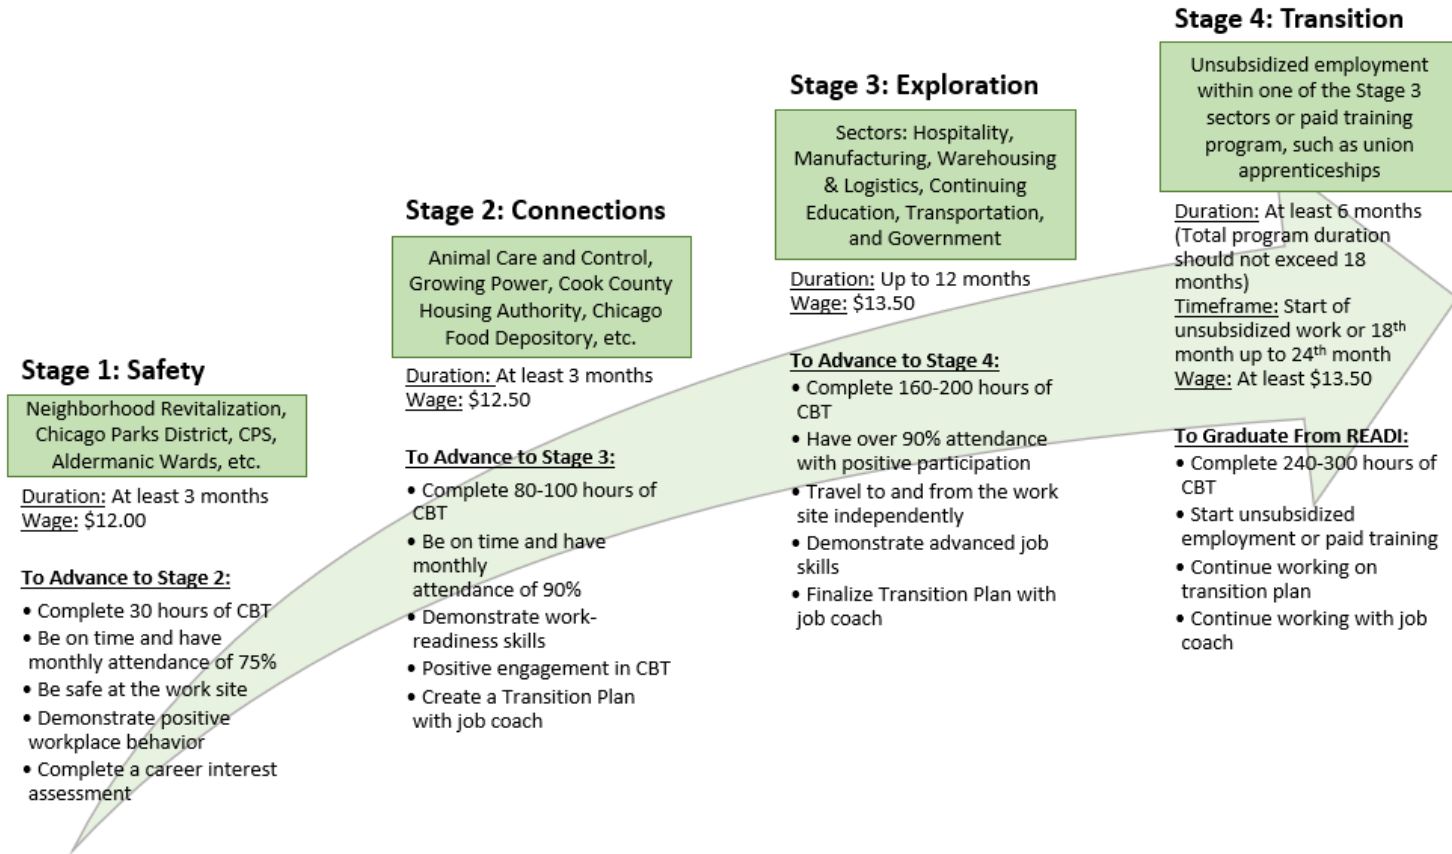 Stage 1: Safety
Neighborhood Revitalization,
Chicago Parks District, CPS,
Aldermanic Wards, etc.
Duration: At least 3 months
Wage: $12.00
To Advance to Stage 2:
• Complete 30 hours of CBT
• Be on time and have
monthly attendance of 75%
• Be safe at the work site
• Demonstrate positive
workplace behavior
• Complete a career interest
assessment
Stage 2: Connections
Animal Care and Control,
Growing Power, Cook County
Housing Authority, Chicago
Food Depository, etc.
Duration: At least 3 months
Wage: $12.50
To Advance to Stage 3:
• Complete 80-100 hours of
CBT
• Be on time and have
monthly
attendance of 90%
• Demonstrate work-
readiness skills
• Positive engagement in CBT
• Create a Transition Plan
with job coach
Stage 3: Exploration
Sectors: Hospitality,
Manufacturing, Warehousing
& Logistics, Continuing
Education, Transportation,
and Government
Duration: Up to 12 months
Wage: $13.50
To Advance to Stage 4:
• Complete 160-200 hours of
CBT
• Have over 90% attendance
with positive participation
• Travel to and from the work
site independently
• Demonstrate advanced job
skills
• Finalize Transition Plan with
job coach
Stage 4: Transition
Unsubsidized employment
within one of the Stage 3
sectors or paid training
program, such as union
apprenticeships
Duration: At least 6 months
(Total program duration
should not exceed 18
months)
Timeframe: Start of
unsubsidized work or 18th
month up to 24th month
Wage: At least $13.50
To Graduate From READI:
• Complete 240-300 hours of
CBT
• Start unsubsidized
employment or paid training
• Continue working on
transition plan
• Continue working with job
coach